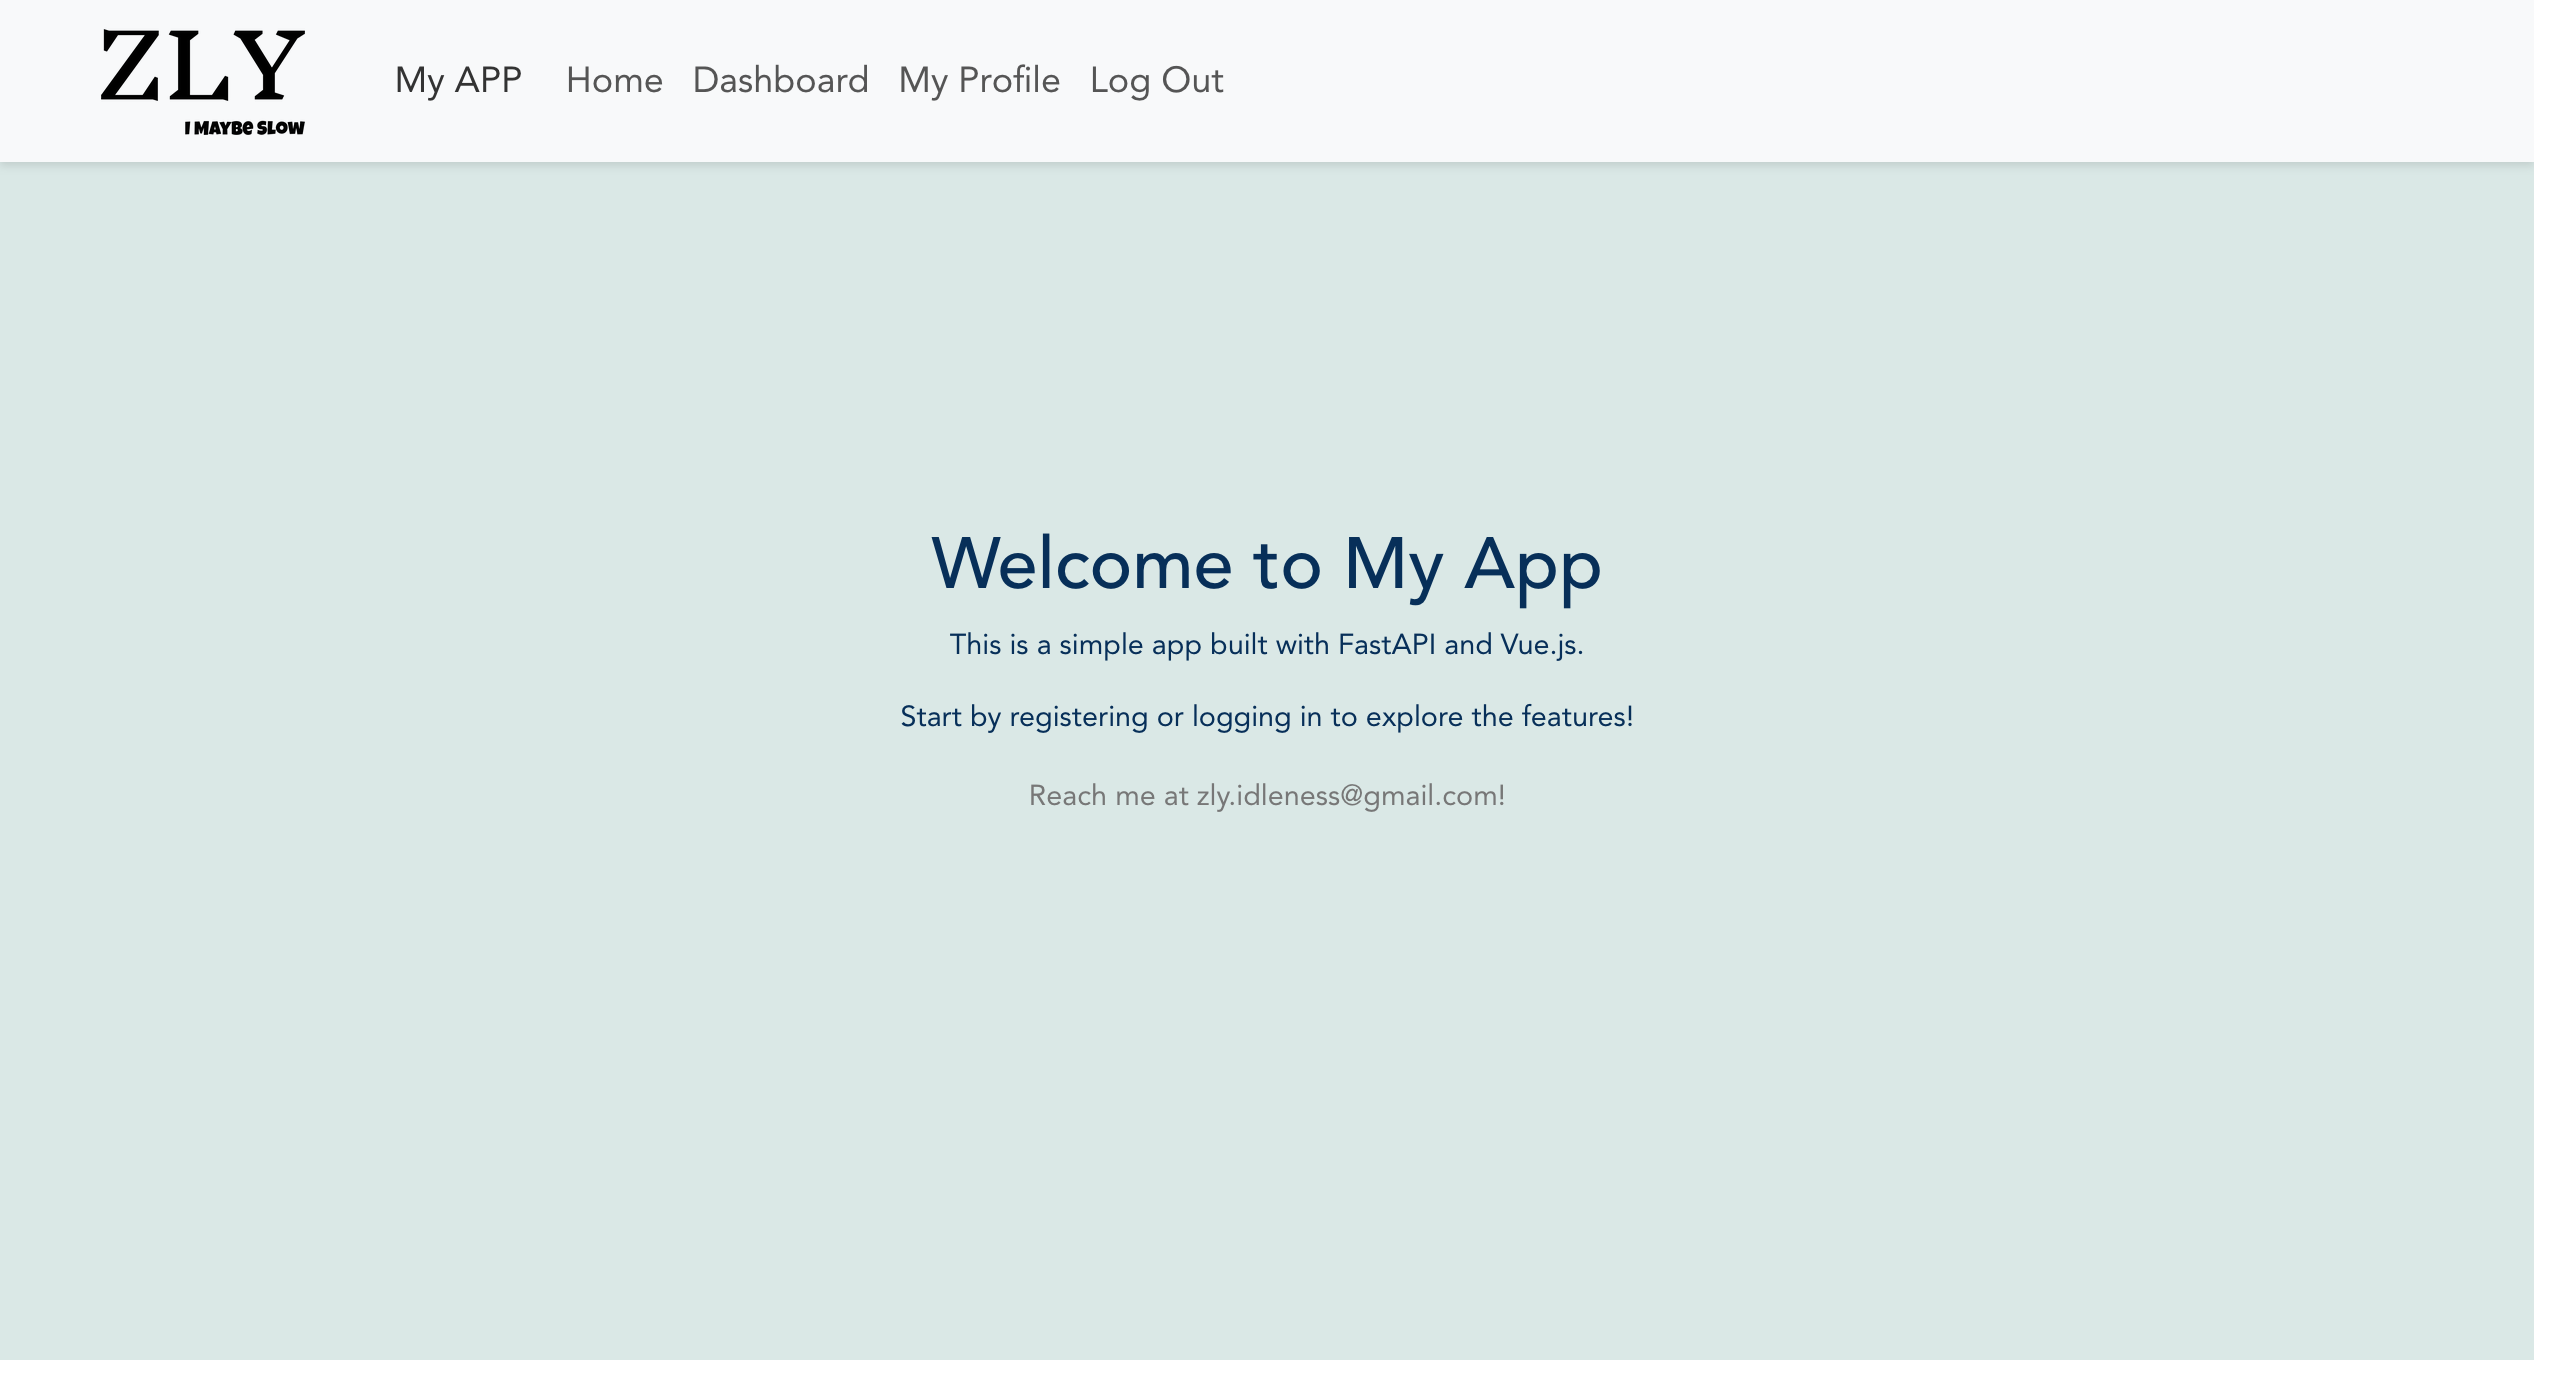 ZLY
I MAYBE SLOW
My APP Home Dashboard My Profile Log Out
Welcome to My App
This is a simple app built with FastAPI and Vue.js.
Start by registering or logging in to explore the features!
Reach me at zly.idleness@gmail.com!